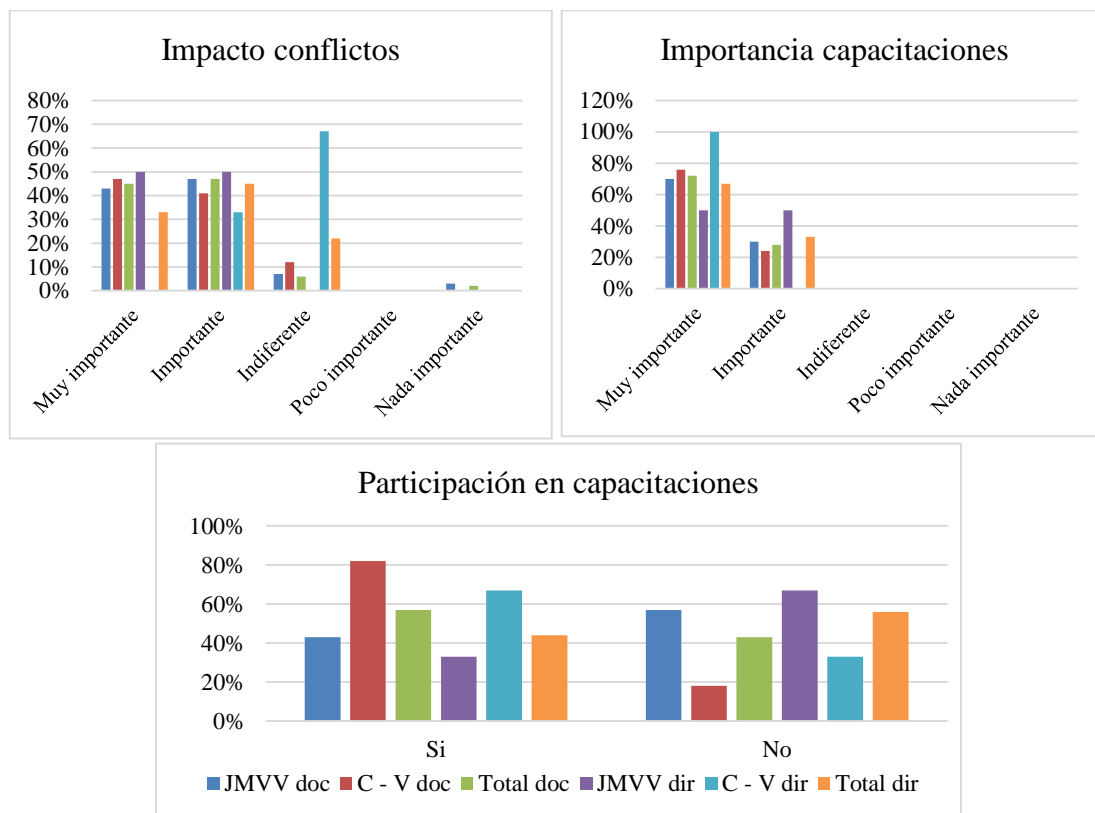 Impacto conflictos
80%
70%
60%
50%
40%
30%
20%
10%
0%
Muy importante
Importante
Indiferente
Poco importante
Nada importante
Importancia capacitaciones
120%
100%
80%
60%
40%
20%
0%
Muy importante
Importante
Indiferente
Poco importante
Nada importante
Participación en capacitaciones
100%
80%
60%
40%
20%
0%
Si No
JMVV doc C - V doc Total doc JMVV dir C - V dir Total dir